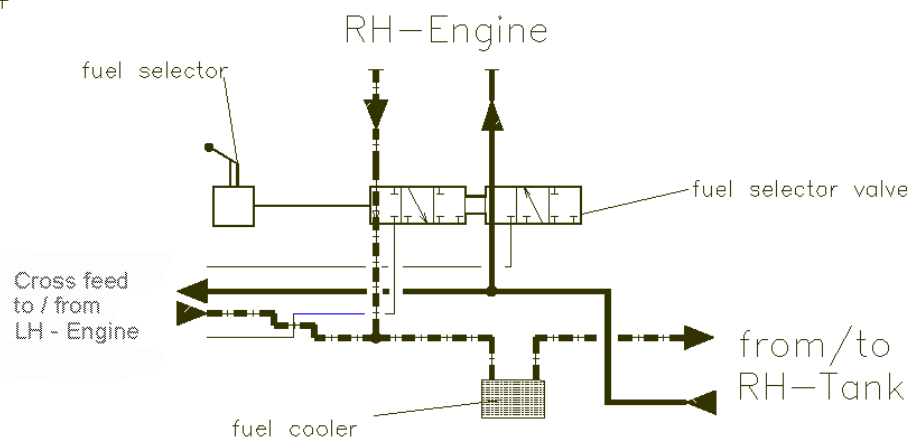 RH-Engine
fuel selector
fuel selector valve
Cross feed
to / from
LH - Engine
from/to
RH-Tank
fuel cooler